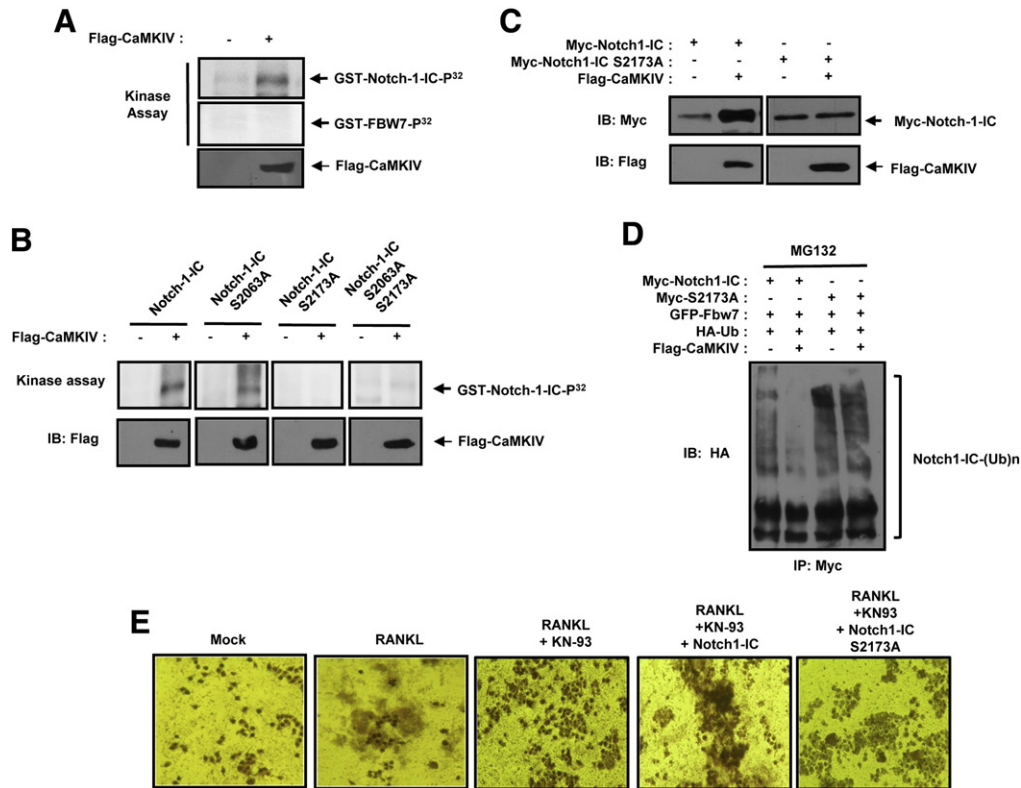 A
Flag-CaMKIV : - +
Kinase Assay
GST-Notch-1-IC-P32
GST-FBW7-P32
Flag-CaMKIV
B
Notch-1-IC
Notch-1-IC S2063A
Notch-1-IC S2173A
Notch-1-IC S2063A S2173A
Flag-CaMKIV : - + - + - + - +
Kinase assay
GST-Notch-1-IC-P32
IB: Flag
Flag-CaMKIV
C
Myc-Notch1-IC: + + - -
Myc-Notch1-IC S2173A: - - + +
Flag-CaMKIV : - + - +
IB: Myc
Myc-Notch-1-IC
IB: Flag
Flag-CaMKIV
D
MG132
Myc-Notch1-IC: + + - -
Myc-S2173A: - - + +
GFP-Fbw7 : + + + +
HA-Ub : + + + +
Flag-CaMKIV : - + - +
IB: HA
Notch1-IC-(Ub)n
IP: Myc
E
Mock
RANKL
RANKL
+ KN-93
RANKL
+KN-93
+ Notch1-IC
RANKL
+KN93
+ Notch1-IC
S2173A